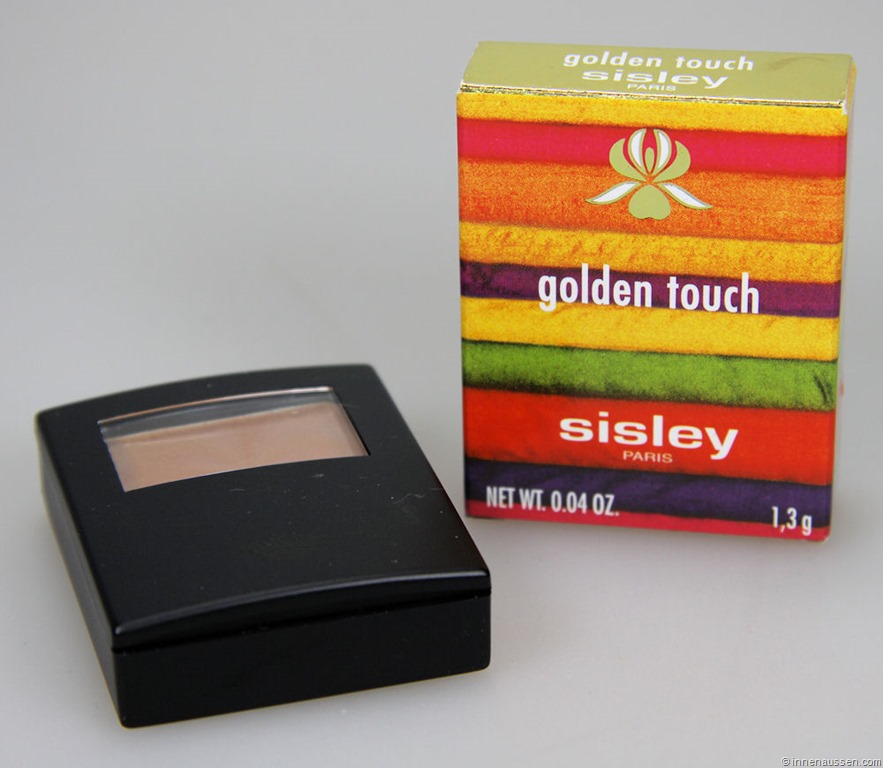 golden touch
sisley
PARIS
golden touch
sisley
PARIS
NET WT. 0.04 OZ.
1,3 g
©innenaussen.com